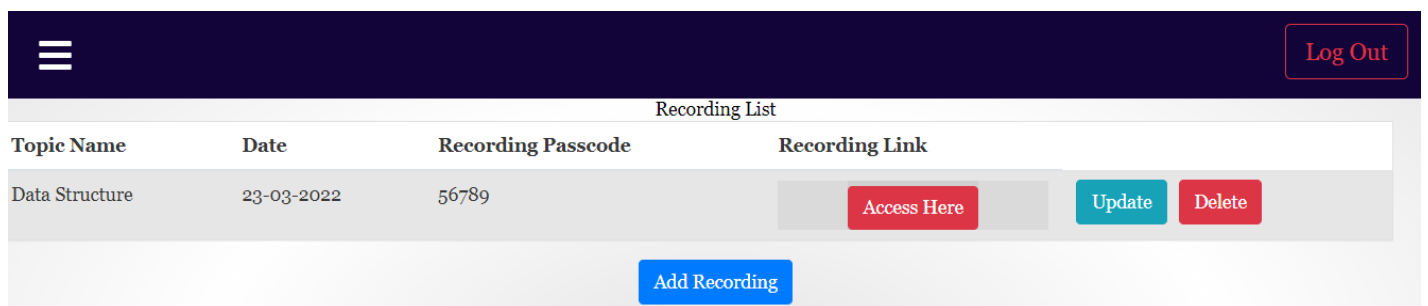 Log Out
Recording List
Topic Name Date Recording Passcode Recording Link
Data Structure 23-03-2022 56789 Access Here Update Delete
Add Recording